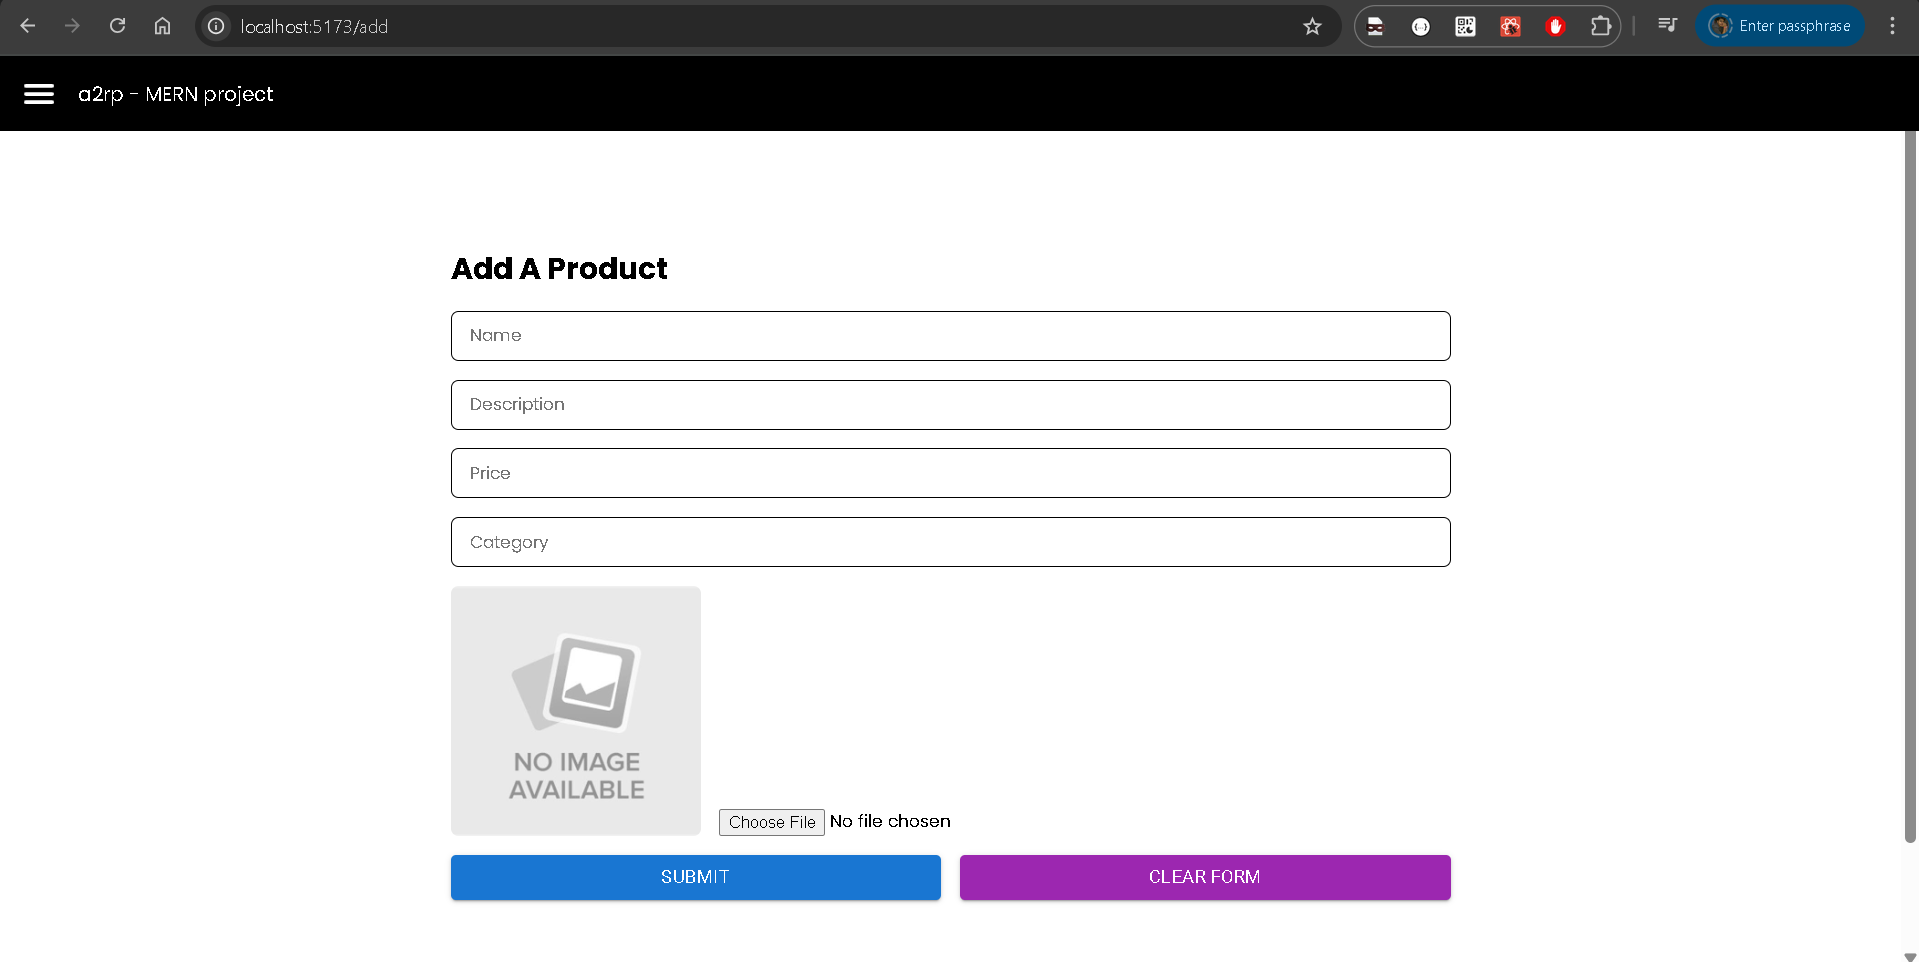 localhost:5173/add
Enter passphrase
a2rp - MERN project
Add A Product
Name
Description
Price
Category
NO IMAGE
AVAILABLE
Choose File No file chosen
SUBMIT
CLEAR FORM